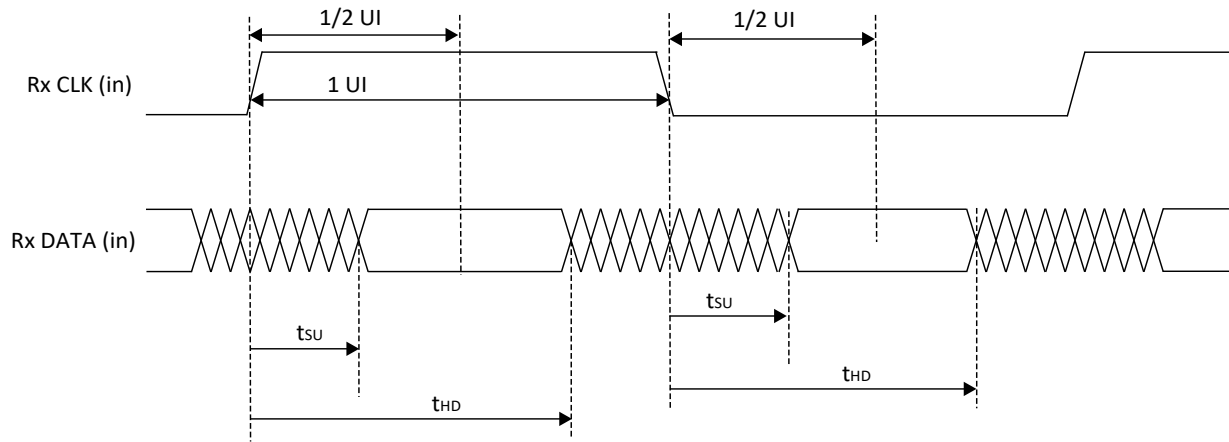 1/2 UI
1/2 UI
Rx CLK (in)
1 UI
Rx DATA (in)
tSU
tSU
tHD
tHD